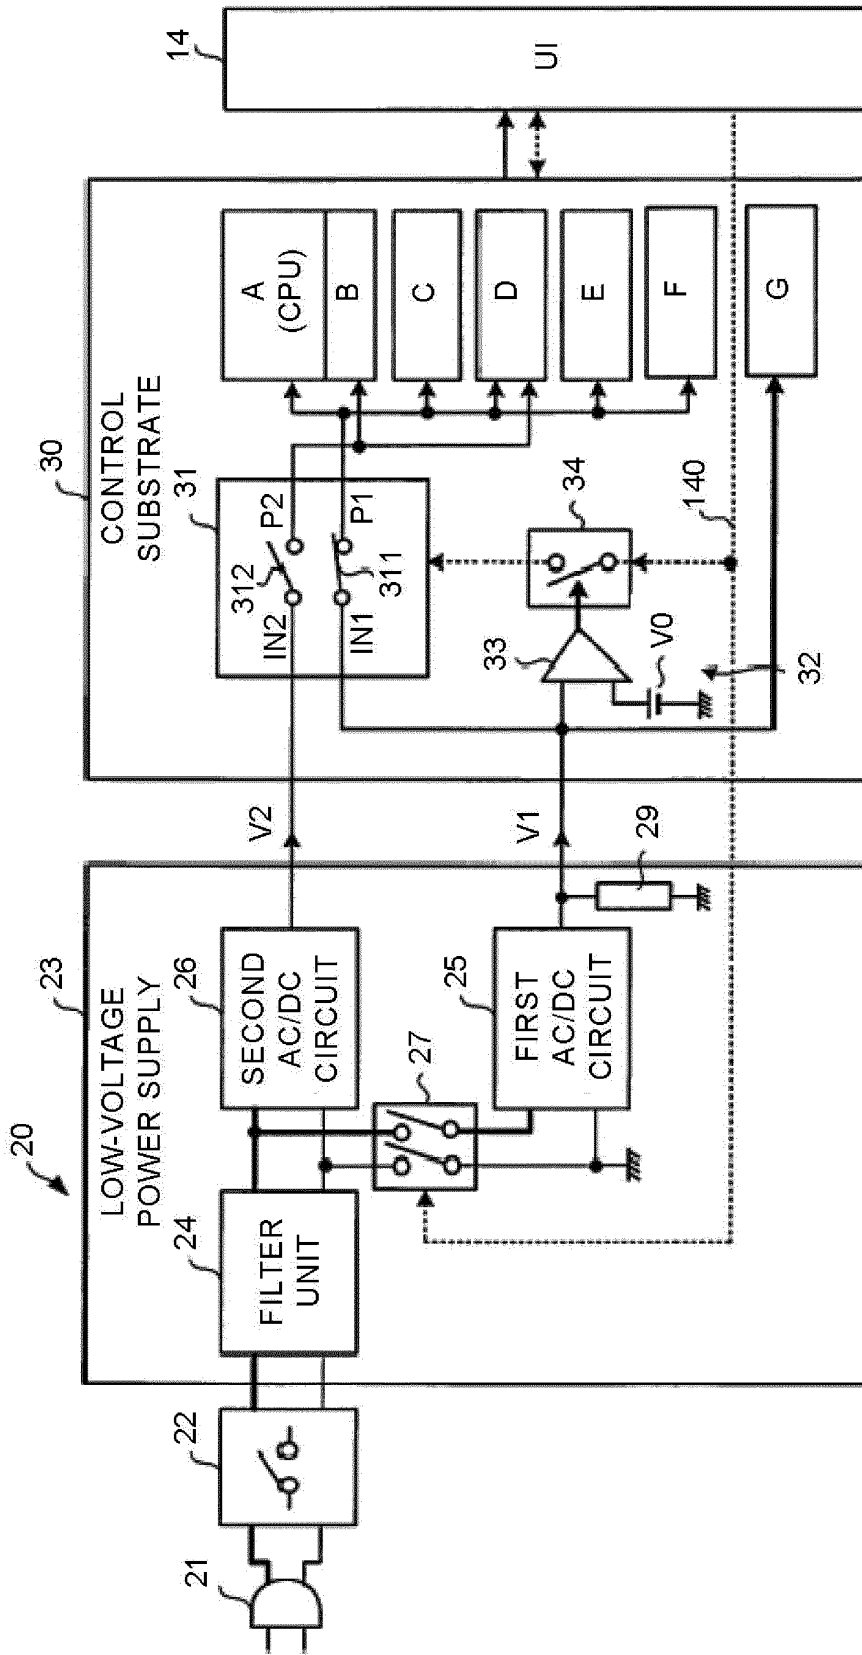 20
21
22
23
LOW-VOLTAGE
POWER SUPPLY
24
FILTER
UNIT
26
SECOND
AC/DC
CIRCUIT
27
25
FIRST
AC/DC
CIRCUIT
29
V2
V1
30
CONTROL
SUBSTRATE
31
IN2
312
P2
IN1
311
P1
33
34
V0
32
140
A
(CPU)
B
C
D
E
F
G
14
UI